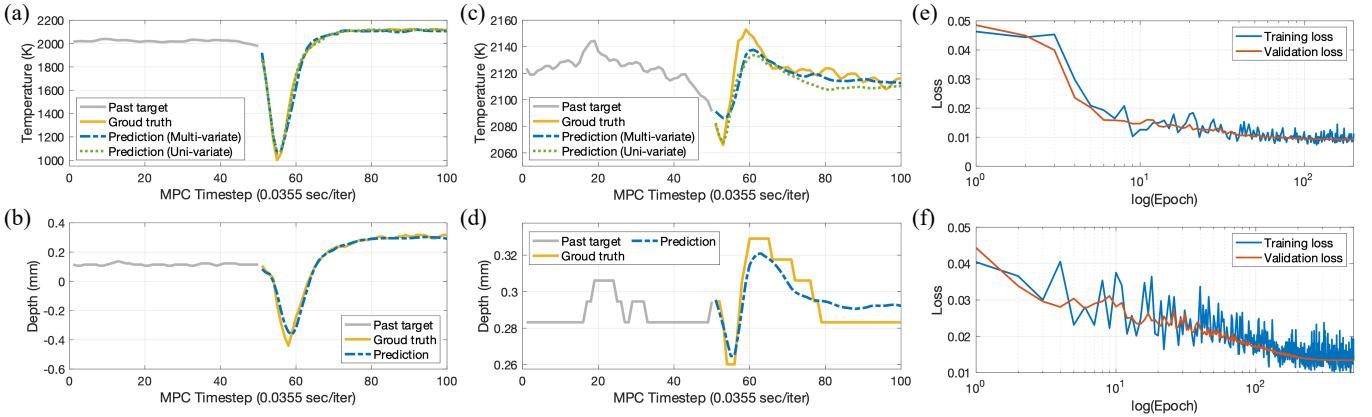 (a)
2200
2000
1800
1600
1400
1200
1000
Temperature (K)
Past target
Groud truth
Prediction (Multi-variate)
Prediction (Uni-variate)
0
20
40
60
80
100
MPC Timestep (0.0355 sec/iter)
(b)
0.4
0.2
0
-0.2
-0.4
-0.6
Depth (mm)
Past target
Groud truth
Prediction
0
20
40
60
80
100
MPC Timestep (0.0355 sec/iter)
(c)
2160
2140
2120
2100
2080
2060
Temperature (K)
Past target
Groud truth
Prediction (Multi-variate)
Prediction (Uni-variate)
0
20
40
60
80
100
MPC Timestep (0.0355 sec/iter)
(d)
0.32
0.3
0.28
0.26
Depth (mm)
Past target
Prediction
Groud truth
0
20
40
60
80
100
MPC Timestep (0.0355 sec/iter)
(e)
0.05
0.04
0.03
0.02
0.01
0
Loss
Training loss
Validation loss
10^0
10^1
10^2
log(Epoch)
(f)
0.05
0.04
0.03
0.02
0.01
Loss
Training loss
Validation loss
10^0
10^1
10^2
log(Epoch)